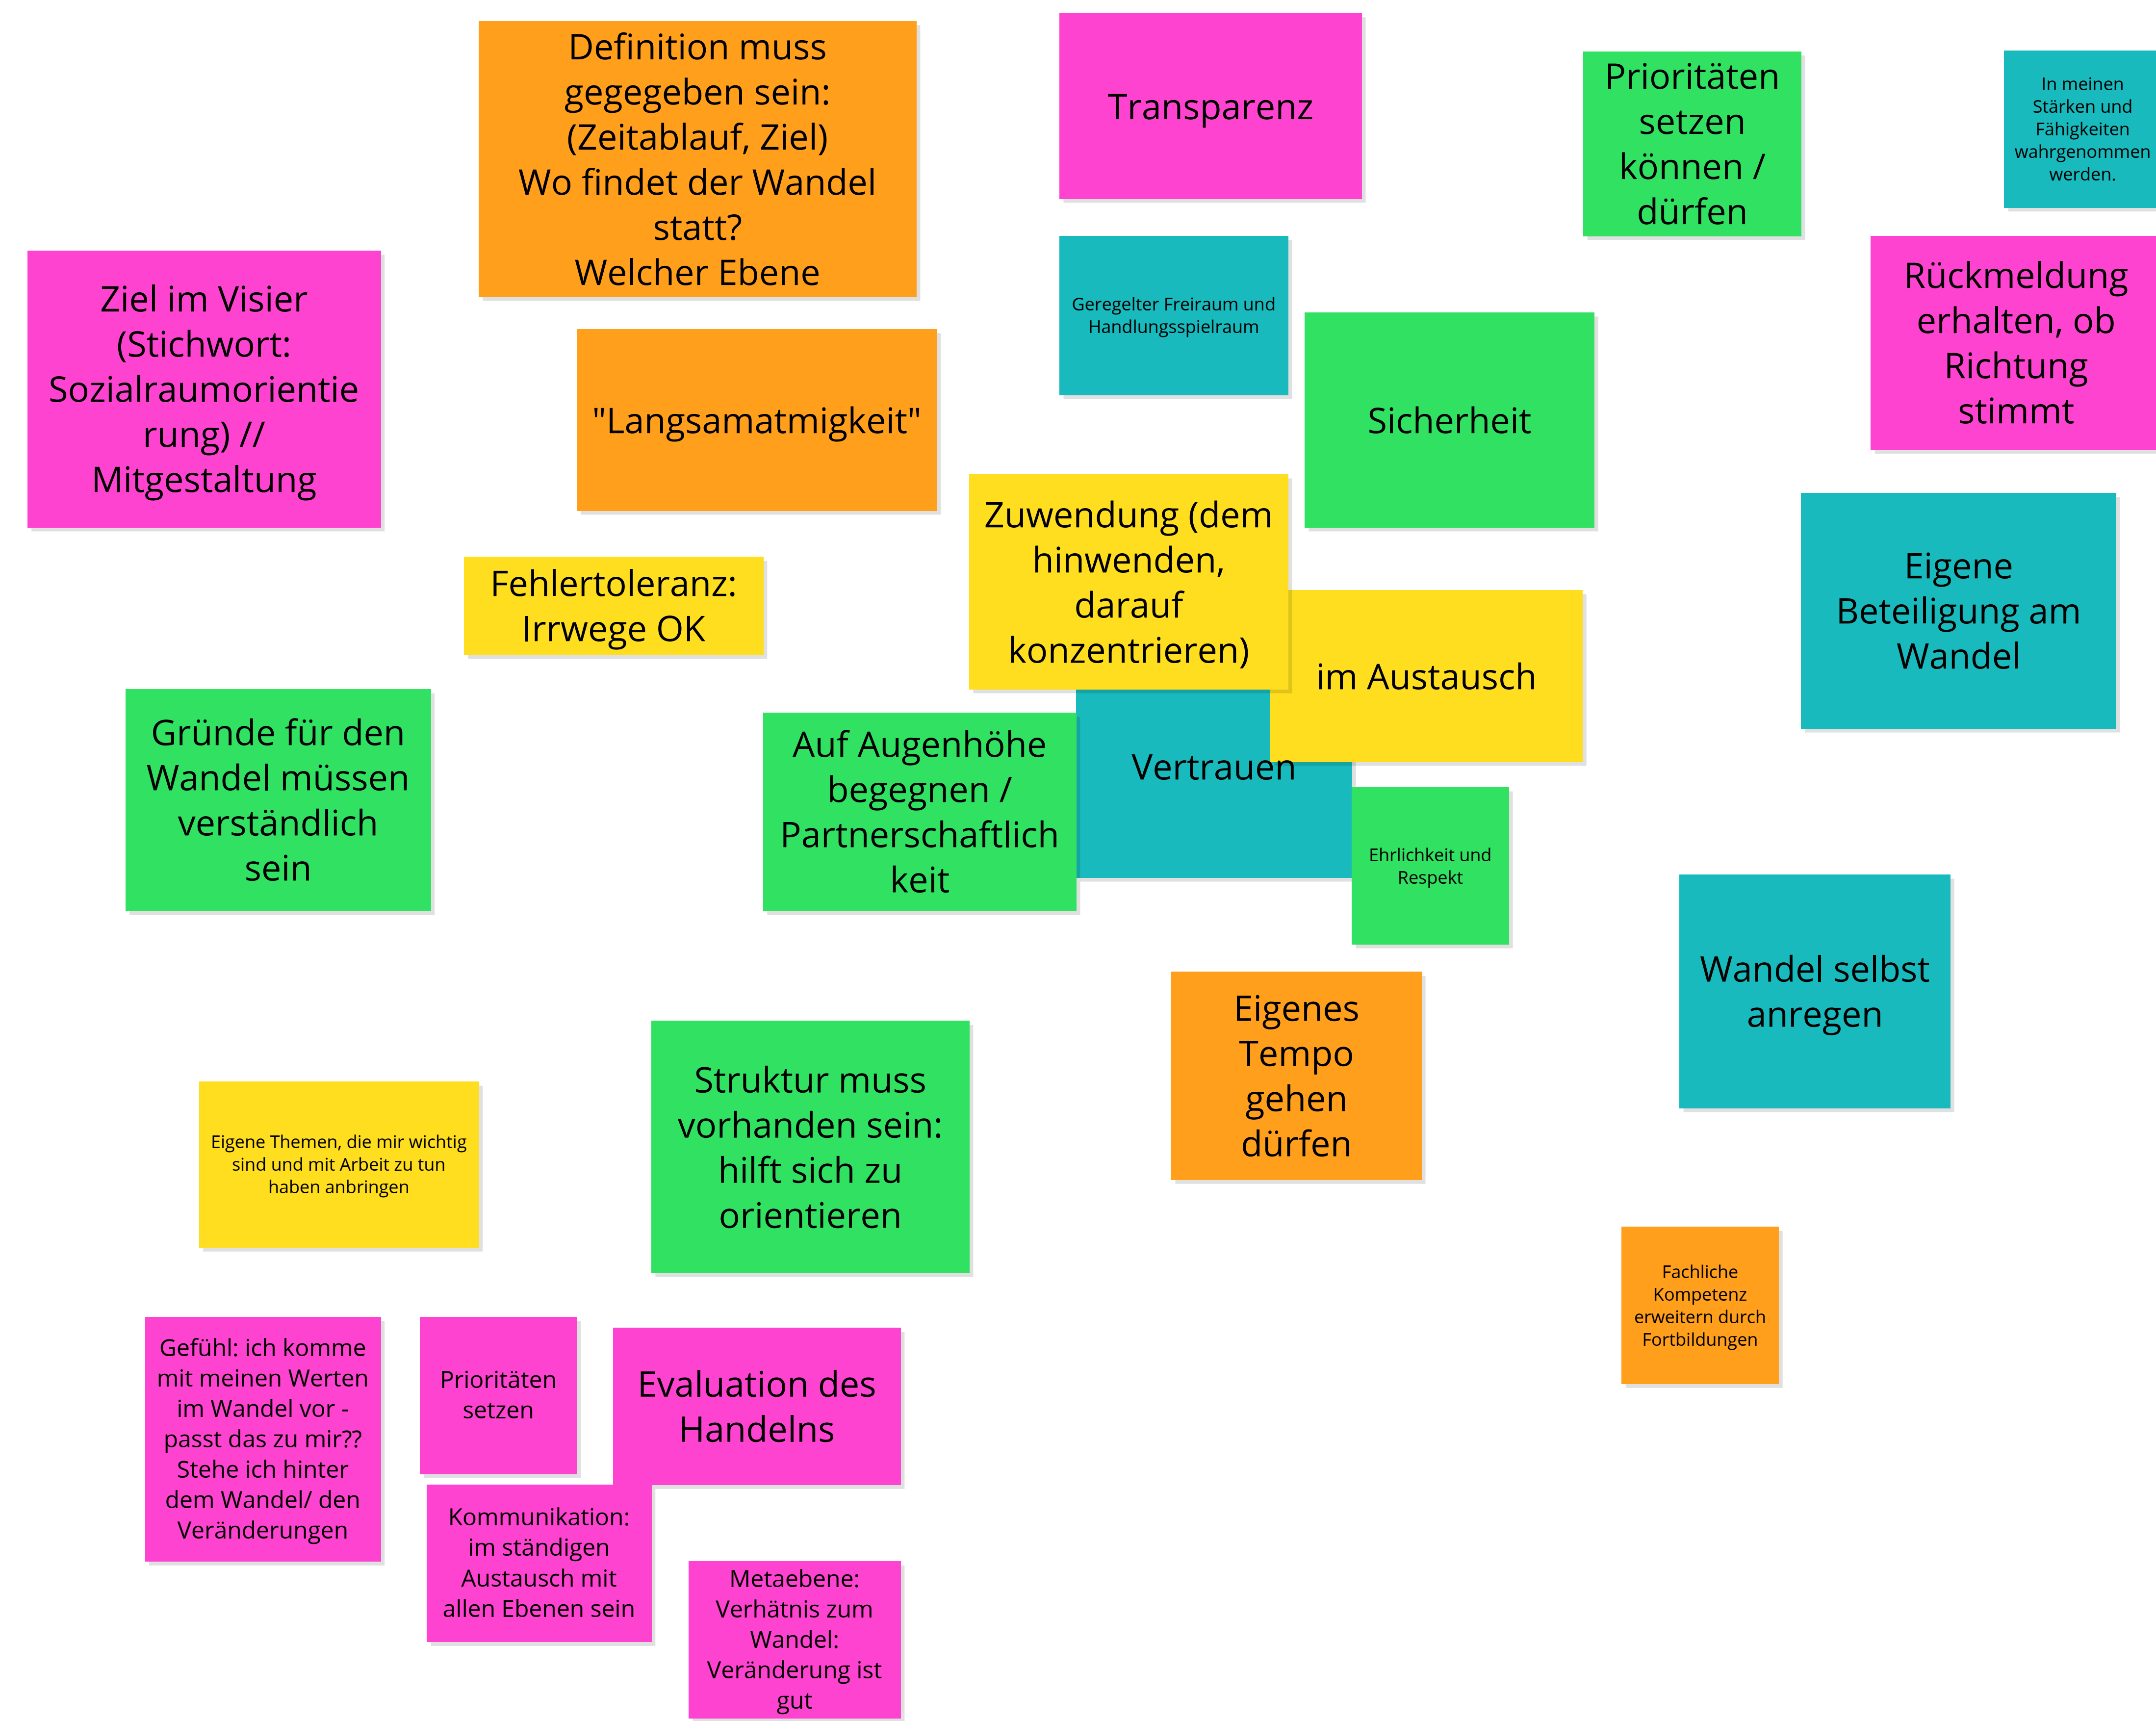 Definition muss
gegegeben sein:
(Zeitablauf, Ziel)
Wo findet der Wandel
statt?
Welcher Ebene
Transparenz
Prioritäten
setzen
können /
dürfen
In meinen
Stärken und
Fähigkeiten
wahrgenommen
werden.
Ziel im Visier
(Stichwort:
Sozialraumorientie
rung) //
Mitgestaltung
"Langsamatmigkeit"
Geregelter Freiraum und
Handlungsspielraum
Sicherheit
Rückmeldung
erhalten, ob
Richtung
stimmt
Fehlertoleranz:
Irrwege OK
Zuwendung (dem
hinwenden,
darauf
konzentrieren)
im Austausch
Eigene
Beteiligung am
Wandel
Gründe für den
Wandel müssen
verständlich
sein
Auf Augenhöhe
begegnen /
Partnerschaftlich
keit
Vertrauen
Ehrlichkeit und
Respekt
Wandel selbst
anregen
Eigenes
Tempo
gehen
dürfen
Struktur muss
vorhanden sein:
hilft sich zu
orientieren
Eigene Themen, die mir wichtig
sind und mit Arbeit zu tun
haben anbringen
Fachliche
Kompetenz
erweitern durch
Fortbildungen
Gefühl: ich komme
mit meinen Werten
im Wandel vor -
passt das zu mir??
Stehe ich hinter
dem Wandel/ den
Veränderungen
Prioritäten
setzen
Evaluation des
Handelns
Kommunikation:
im ständigen
Austausch mit
allen Ebenen sein
Metaebene:
Verhätnis zum
Wandel:
Veränderung ist
gut